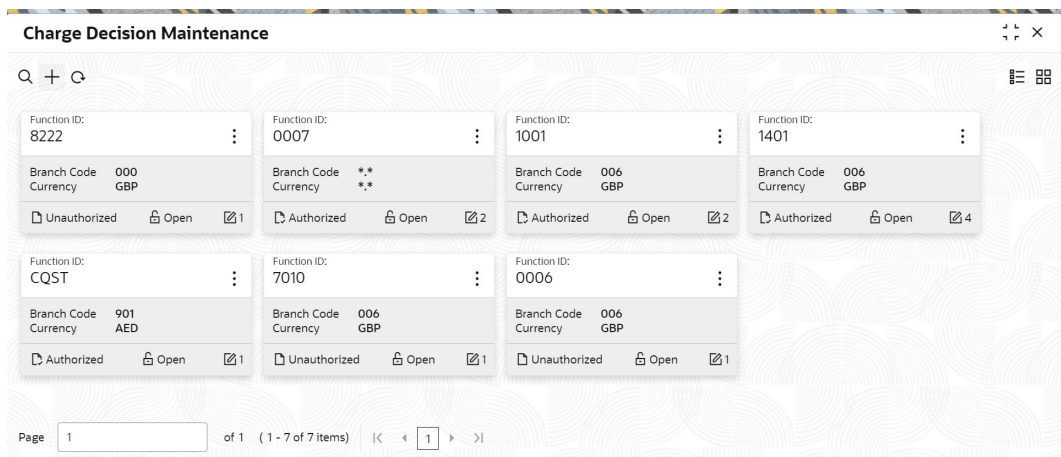 Charge Decision Maintenance
Function ID:
8222
Branch Code 000
Currency GBP
Unauthorized Open 1
Function ID:
0007
Branch Code *.*
Currency *.*
Authorized Open 2
Function ID:
1001
Branch Code 006
Currency GBP
Authorized Open 2
Function ID:
1401
Branch Code 006
Currency GBP
Authorized Open 4
Function ID:
CQST
Branch Code 901
Currency AED
Authorized Open 1
Function ID:
7010
Branch Code 006
Currency GBP
Unauthorized Open 1
Function ID:
0006
Branch Code 006
Currency GBP
Unauthorized Open 1
Page 1 of 1 ( 1 - 7 of 7 items) 1